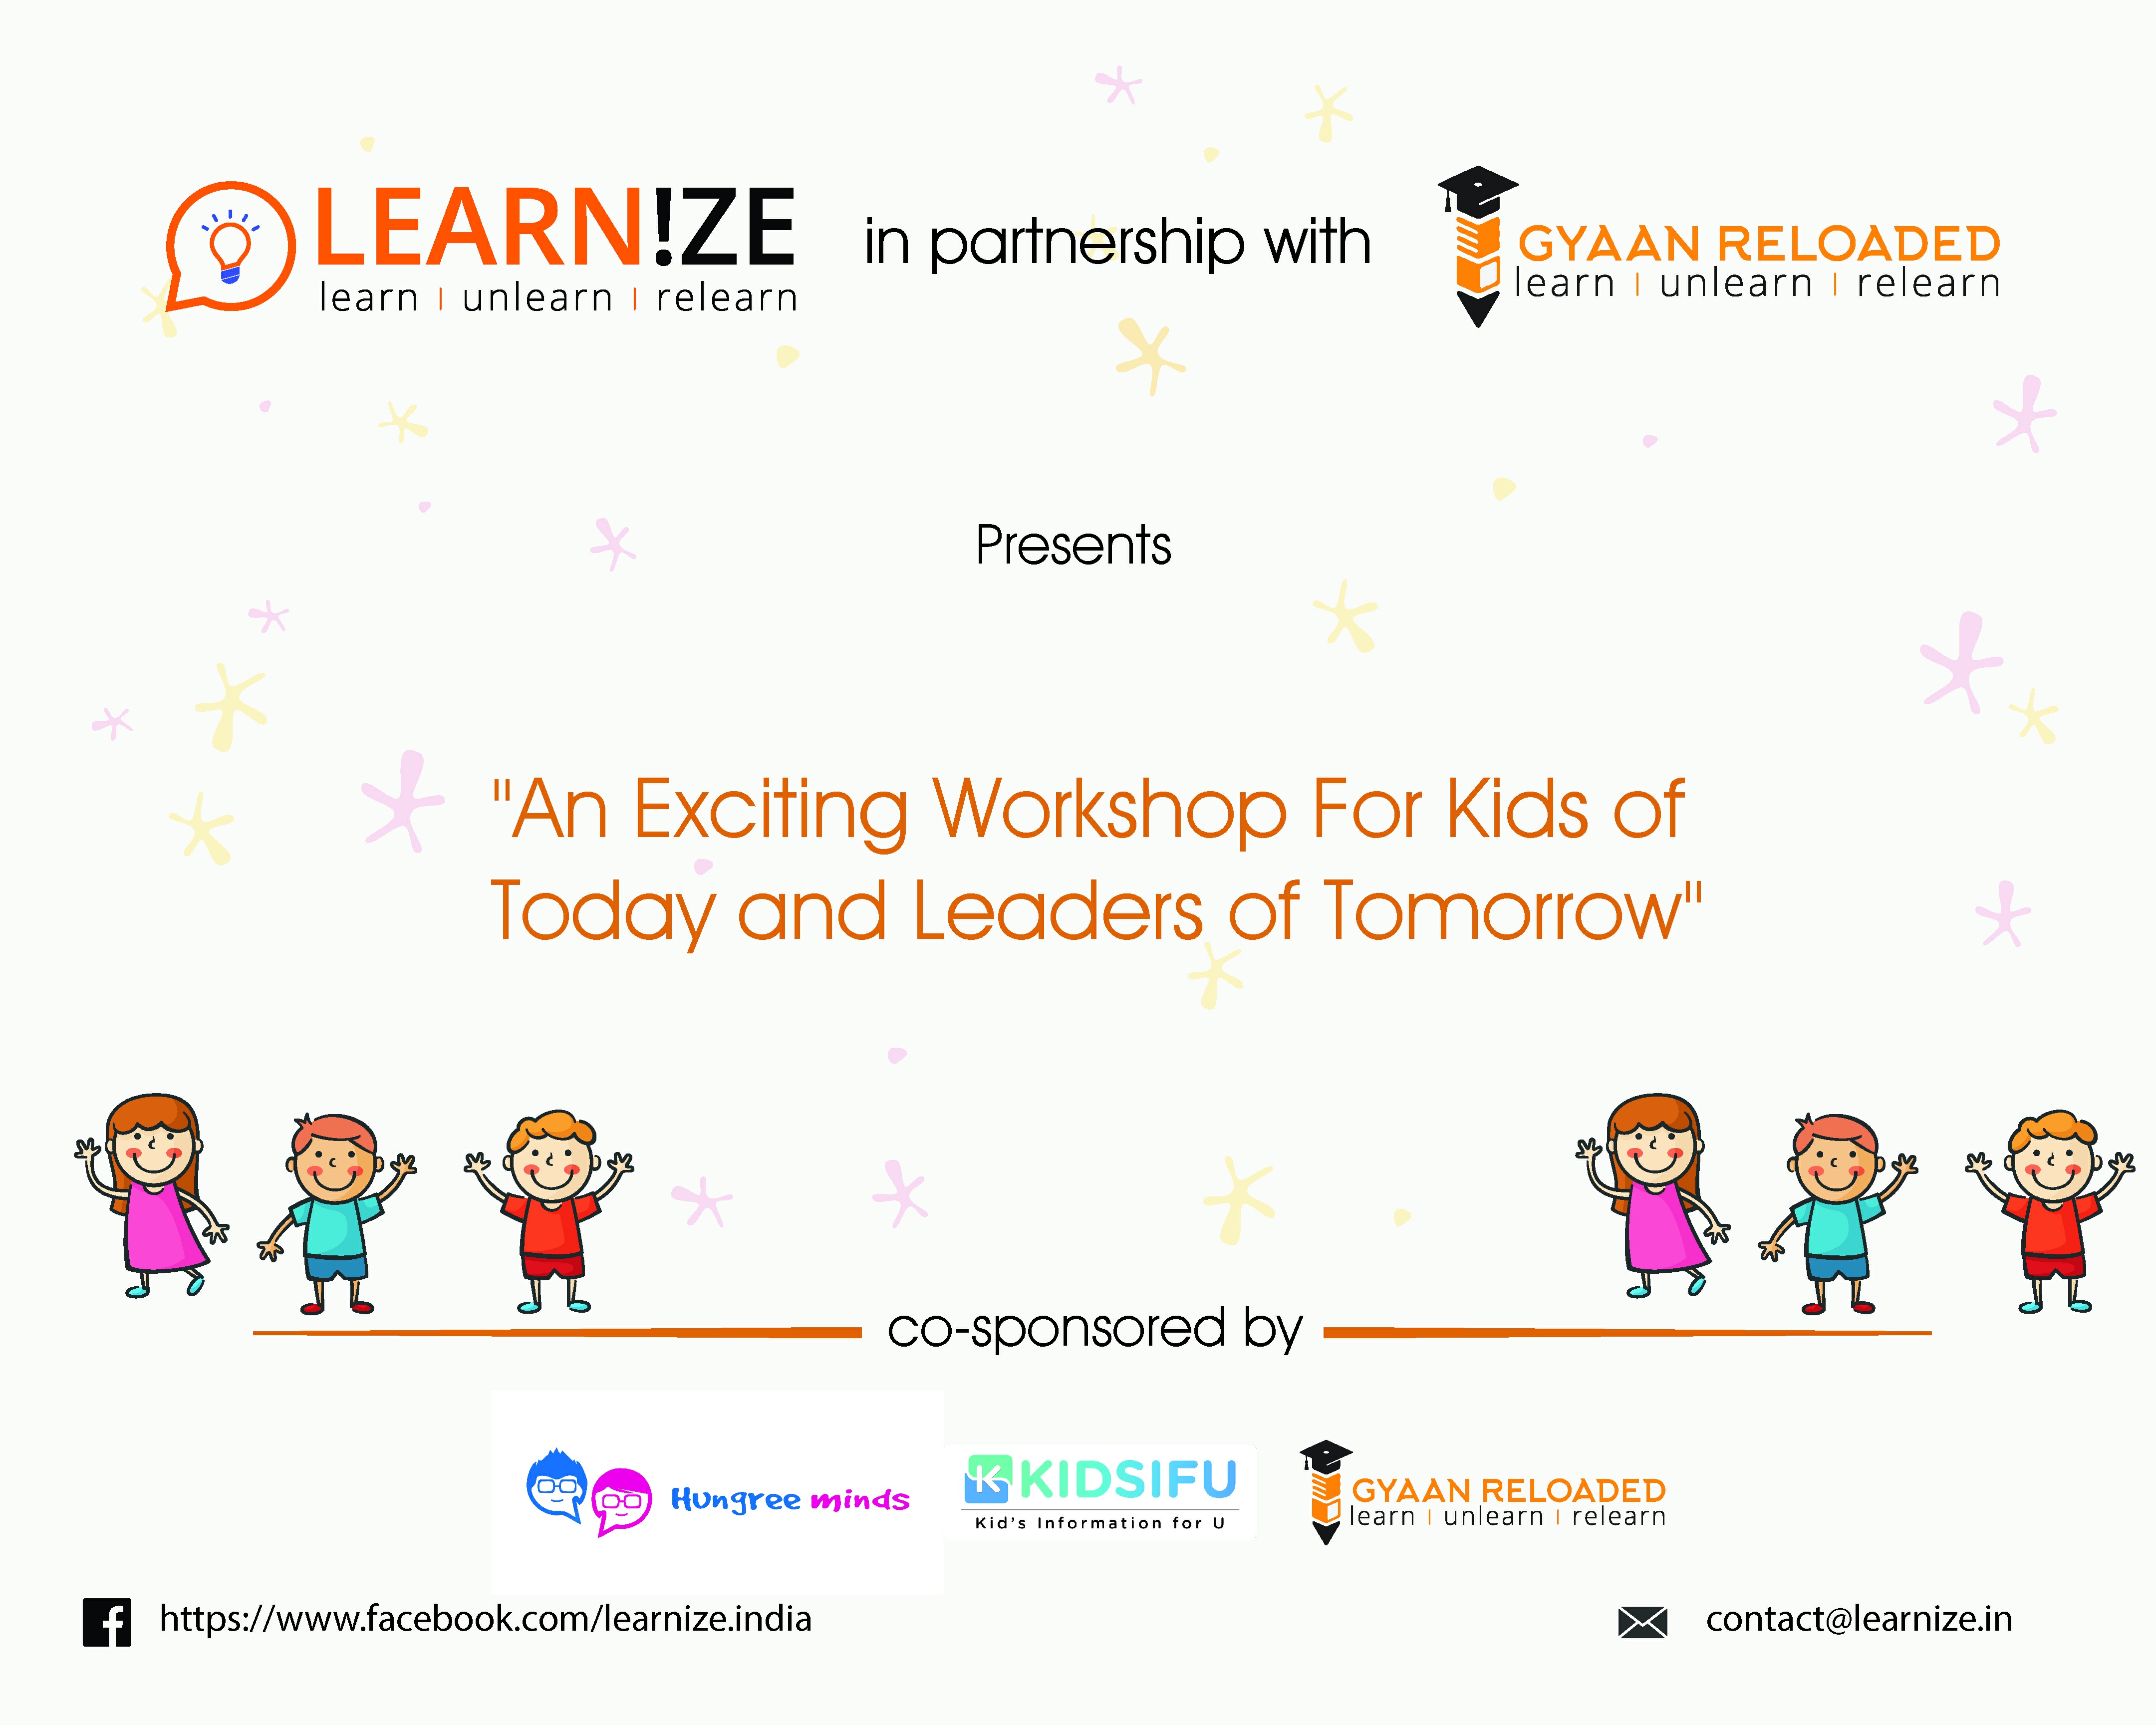 LEARN!ZE
learn | unlearn | relearn
in partnership with
GYAAN RELOADED
learn | unlearn | relearn
Presents
"An Exciting Workshop For Kids of
Today and Leaders of Tomorrow"
co-sponsored by
Hungree minds
KIDSIFU
Kid's Information for U
GYAAN RELOADED
learn | unlearn | relearn
https://www.facebook.com/learnize.india
contact@learnize.in